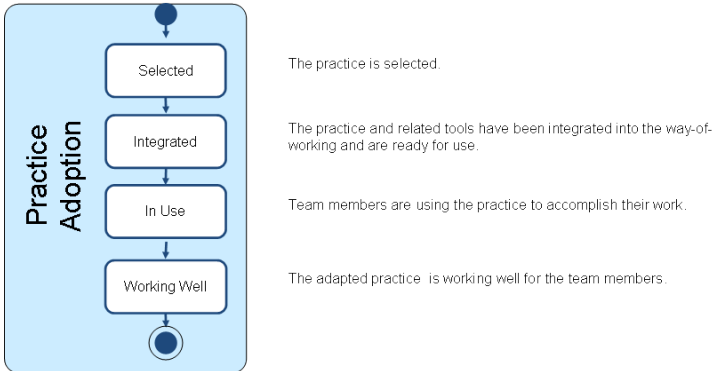 Practice
Adoption
Selected
The practice is selected.
Integrated
The practice and related tools have been integrated into the way-of-
working and are ready for use.
In Use
Team members are using the practice to accomplish their work.
Working Well
The adapted practice is working well for the team members.